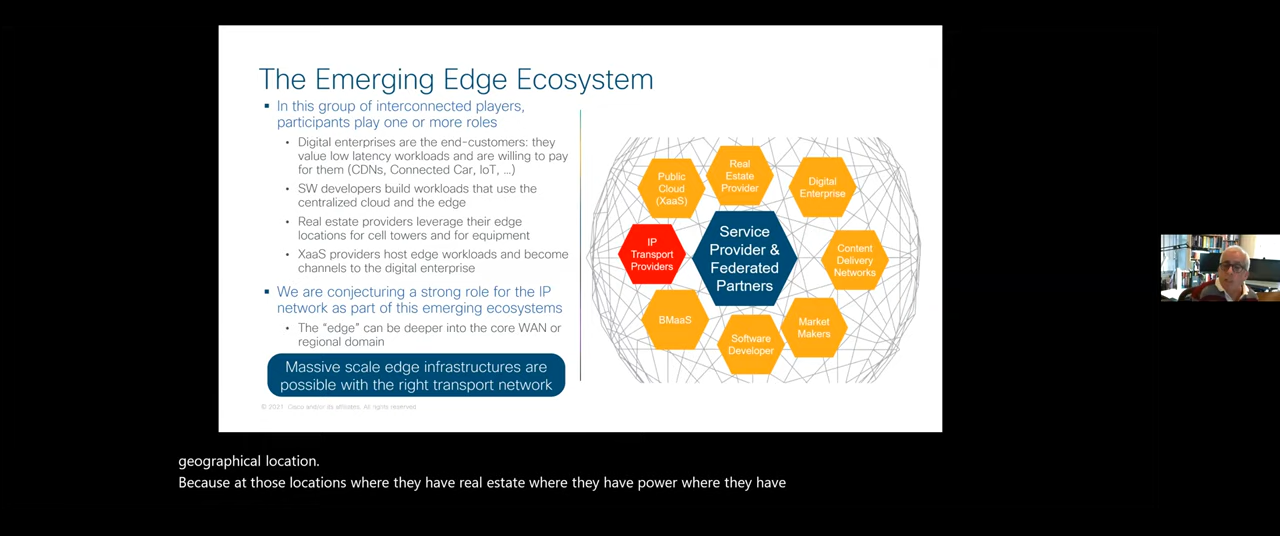 The Emerging Edge Ecosystem
In this group of interconnected players,
participants play one or more roles
Digital enterprises are the end-customers: they
value low latency workloads and are willing to pay
for them (CDNs, Connected Car, IoT, ...)
SW developers build workloads that use the
centralized cloud and the edge
Real estate providers leverage their edge
locations for cell towers and for equipment
XaaS providers host edge workloads and become
channels to the digital enterprise
We are conjecturing a strong role for the IP
network as part of this emerging ecosystems
The “edge” can be deeper into the core WAN or
regional domain
Massive scale edge infrastructures are
possible with the right transport network
© 2021 Cisco and/or its affiliates. All rights reserved.
Public
Cloud
(XaaS)
Real
Estate
Provider
Digital
Enterprise
IP
Transport
Providers
Service
Provider &
Federated
Partners
Content
Delivery
Networks
BMaaS
Software
Developer
Market
Makers
geographical location.
Because at those locations where they have real estate where they have power where they have